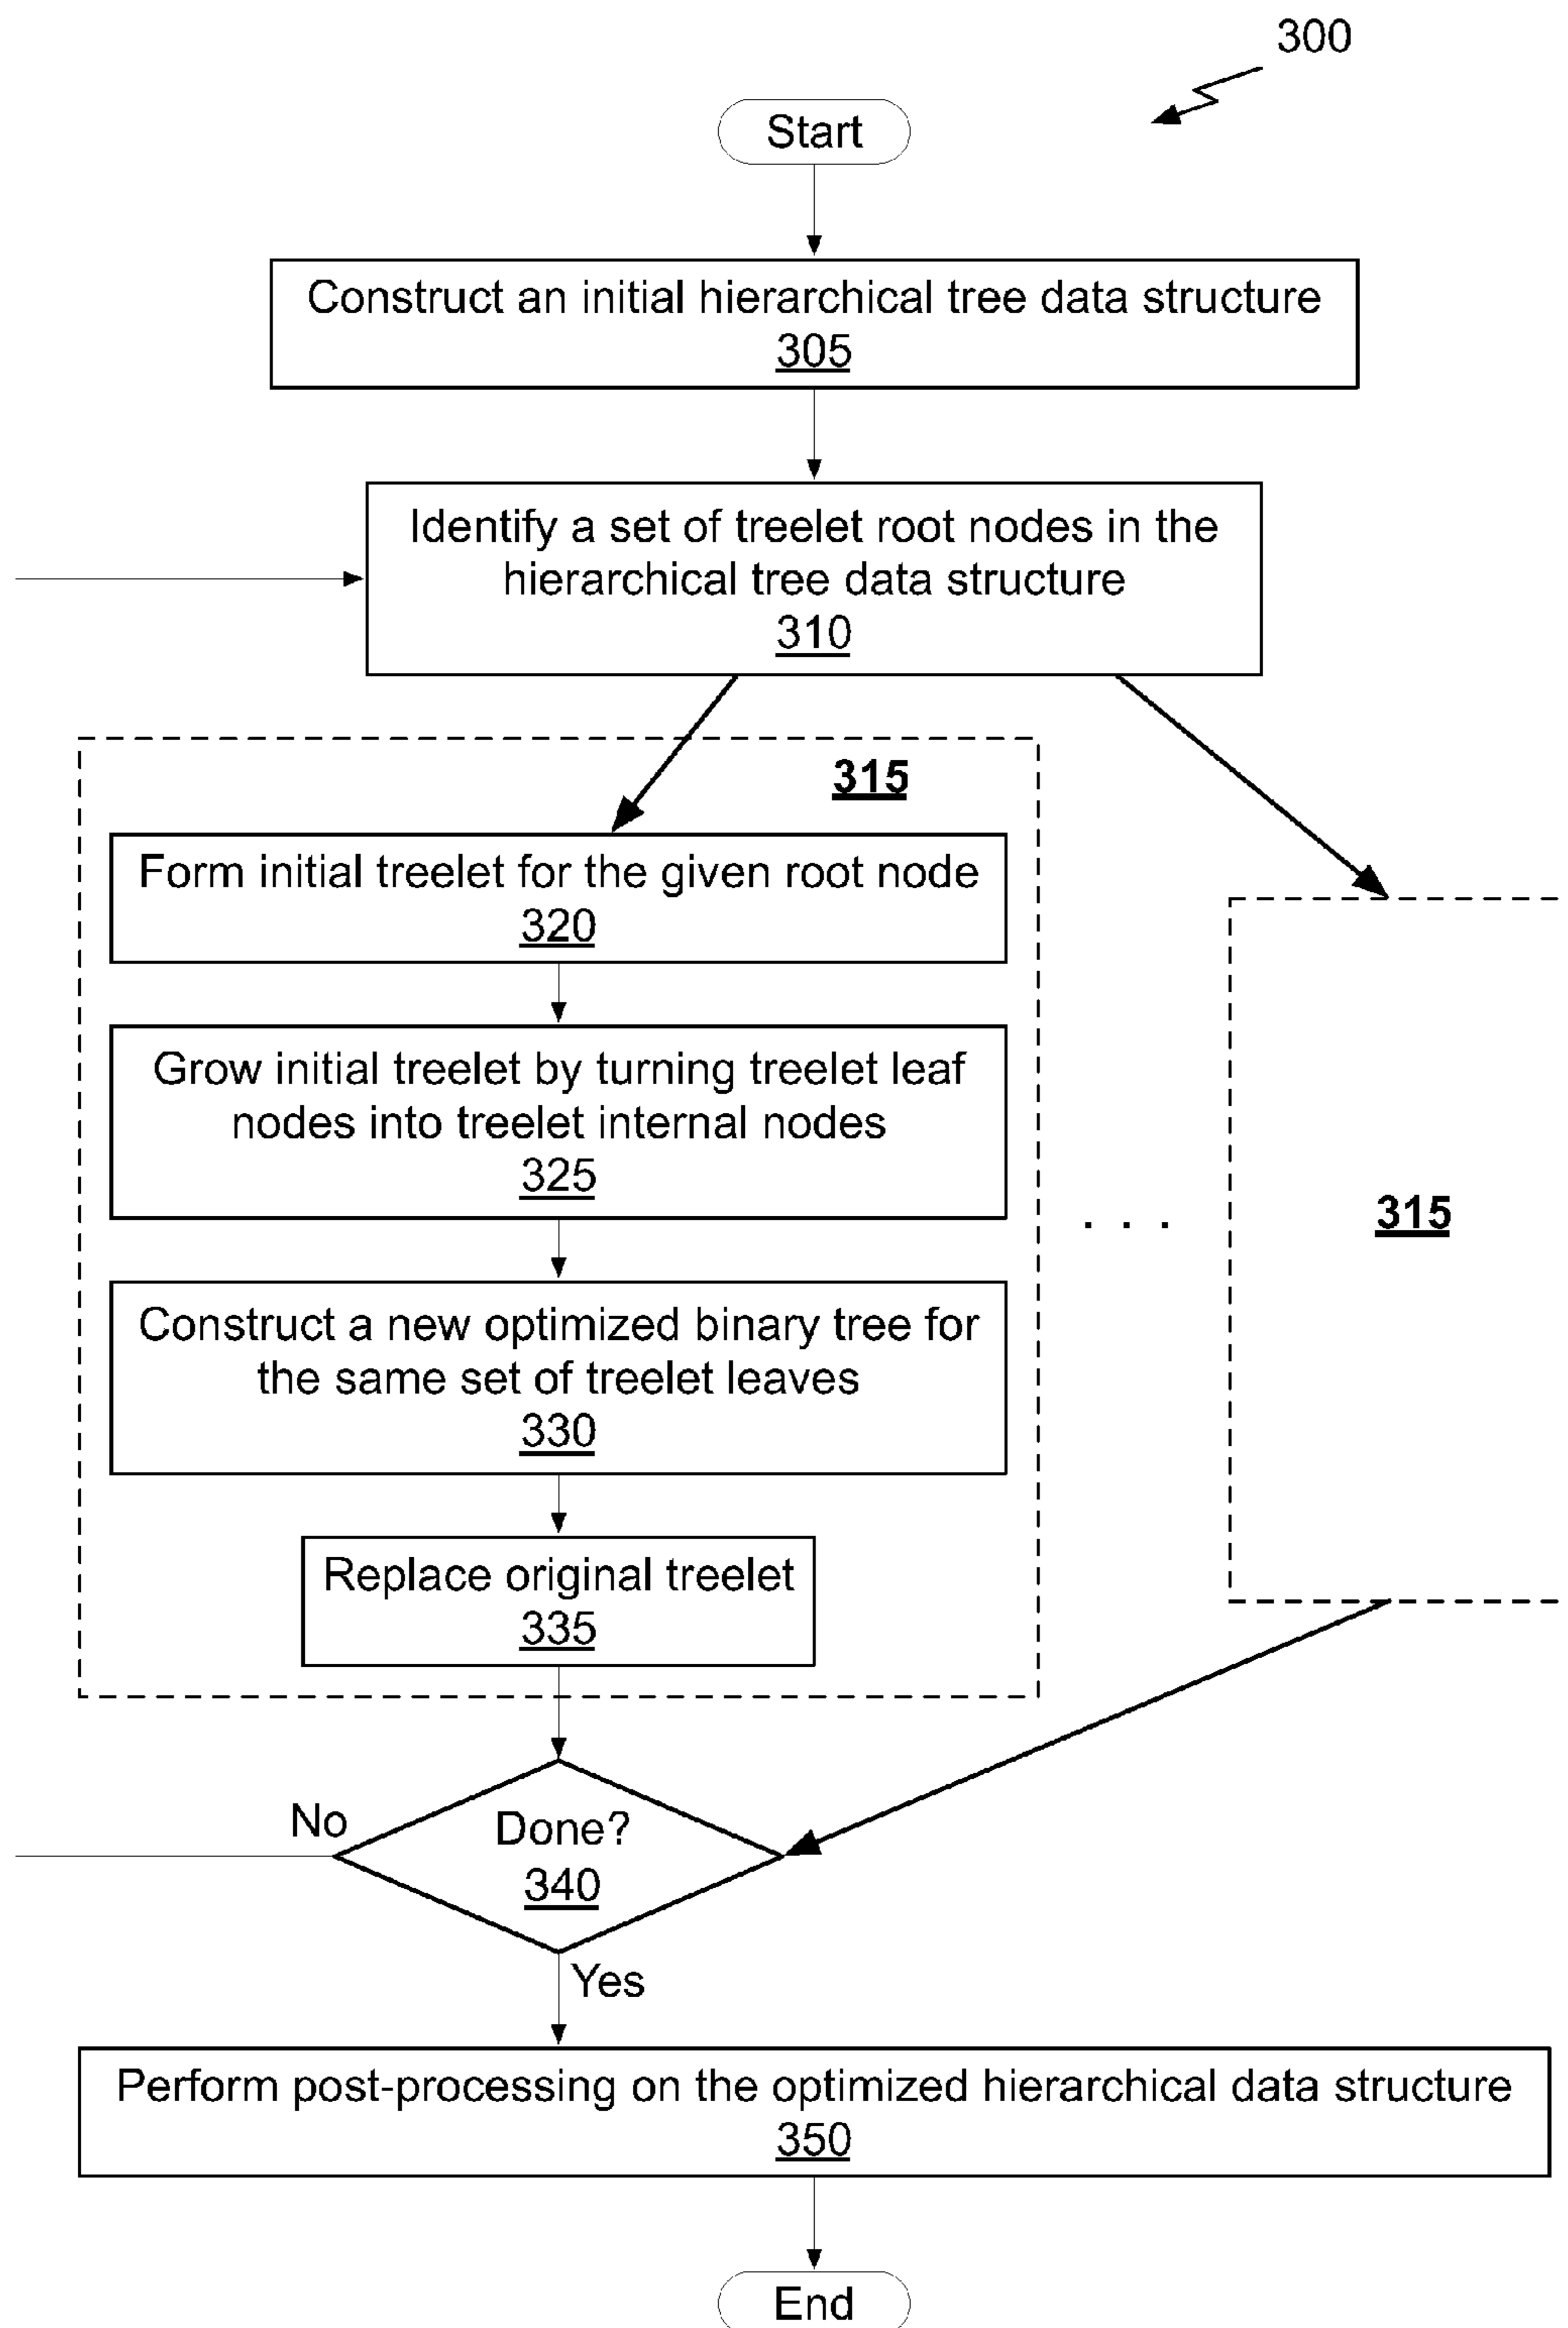 300
Start
Construct an initial hierarchical tree data structure
305
Identify a set of treelet root nodes in the
hierarchical tree data structure
310
315
Form initial treelet for the given root node
320
Grow initial treelet by turning treelet leaf
nodes into treelet internal nodes
325
. . .
315
Construct a new optimized binary tree for
the same set of treelet leaves
330
Replace original treelet
335
No
Done?
340
Yes
Perform post-processing on the optimized hierarchical data structure
350
End